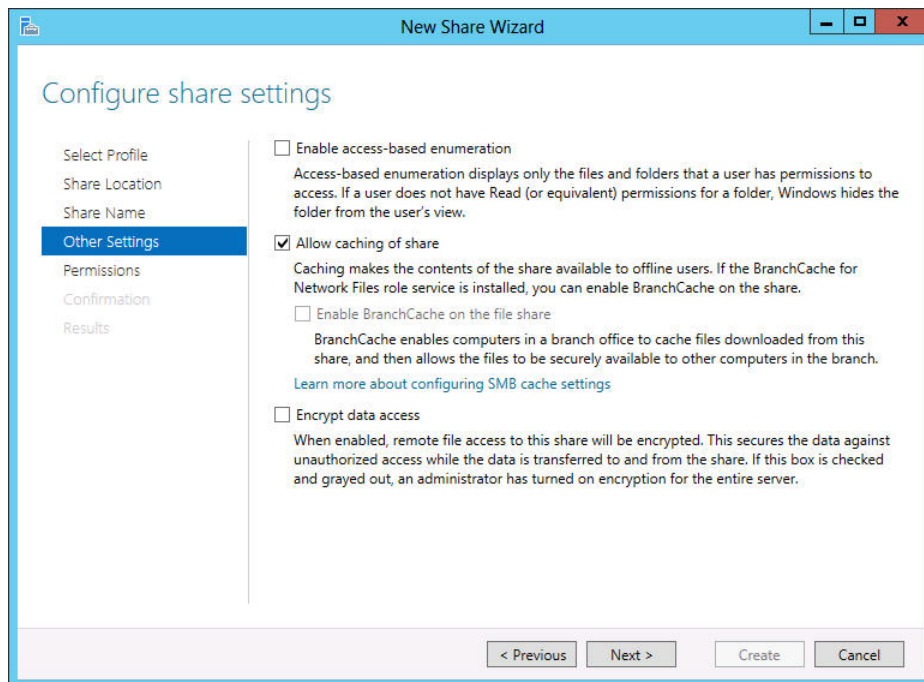 New Share Wizard
Configure share settings
Select Profile
Share Location
Share Name
Other Settings
Permissions
Confirmation
Results
Enable access-based enumeration
Access-based enumeration displays only the files and folders that a user has permissions to
access. If a user does not have Read (or equivalent) permissions for a folder, Windows hides the
folder from the user's view.
Allow caching of share
Caching makes the contents of the share available to offline users. If the BranchCache for
Network Files role service is installed, you can enable BranchCache on the share.
Enable BranchCache on the file share
BranchCache enables computers in a branch office to cache files downloaded from this
share, and then allows the files to be securely available to other computers in the branch.
Learn more about configuring SMB cache settings
Encrypt data access
When enabled, remote file access to this share will be encrypted. This secures the data against
unauthorized access while the data is transferred to and from the share. If this box is checked
and grayed out, an administrator has turned on encryption for the entire server.
< Previous
Next >
Create
Cancel